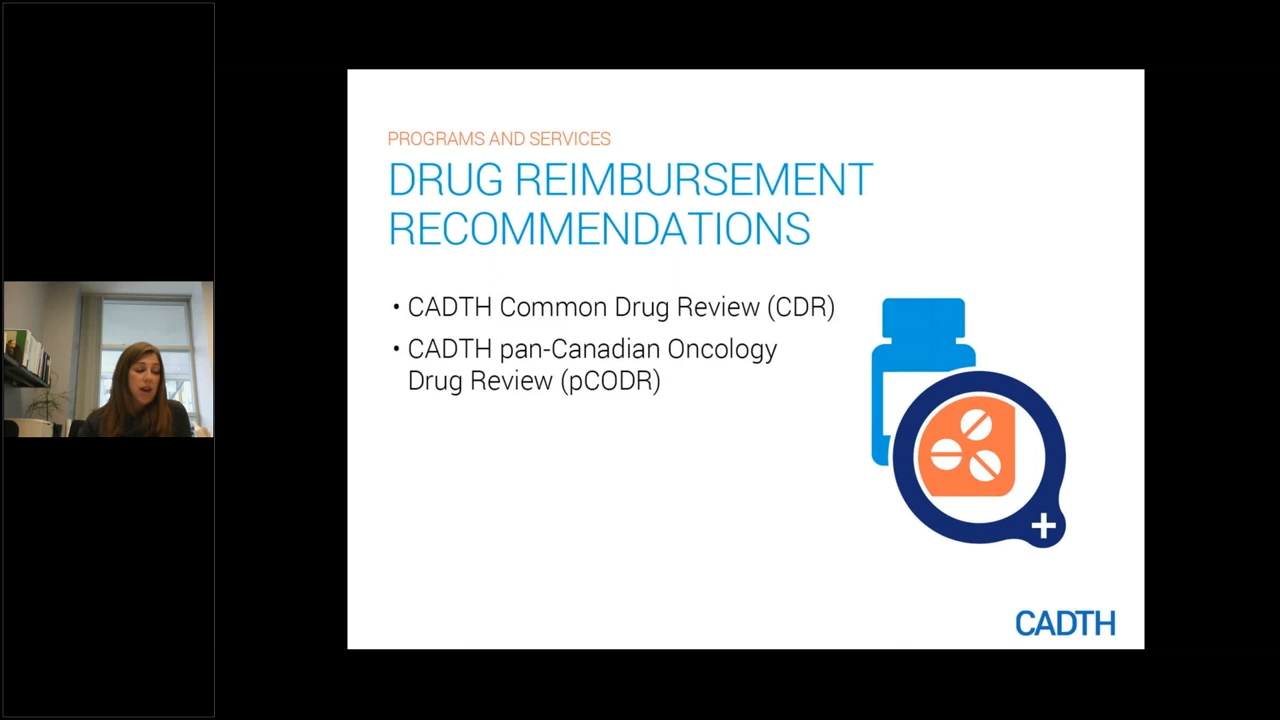 PROGRAMS AND SERVICES
DRUG REIMBURSEMENT
RECOMMENDATIONS
• CADTH Common Drug Review (CDR)
• CADTH pan-Canadian Oncology
Drug Review (pCODR)
CADTH